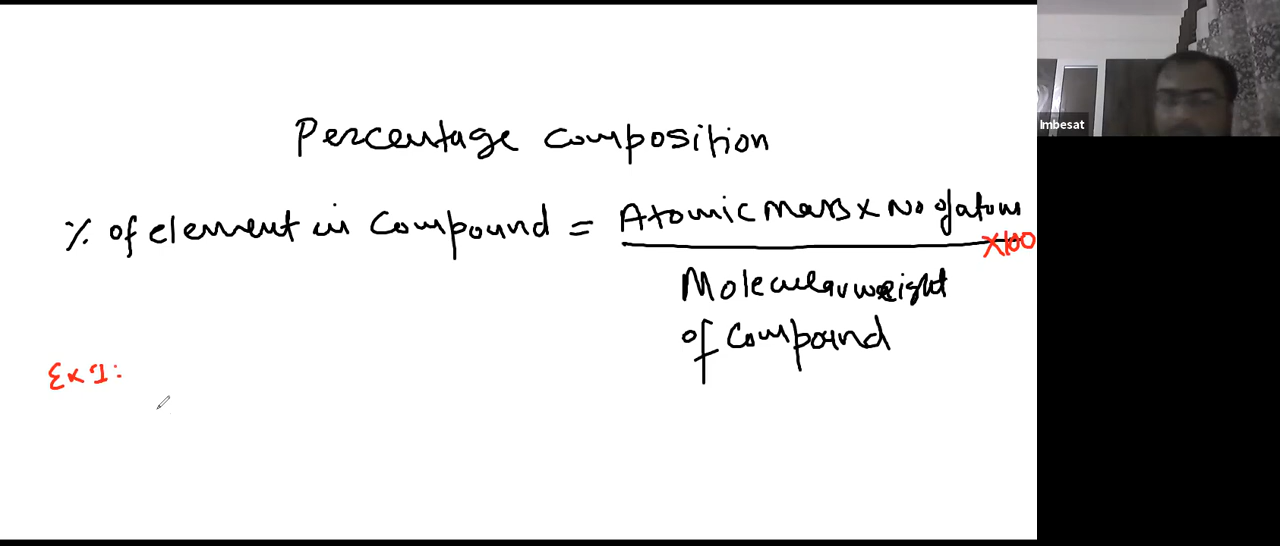 Percentage composition
% of element in Compound = Atomic mass x No of atoms
x100
Molecular weight
of Compound
Ex 1:
Imbesat